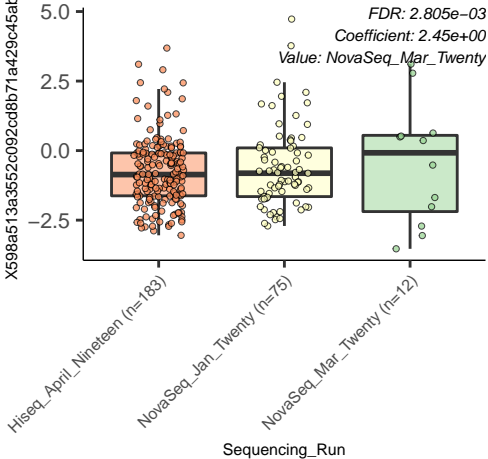 FDR: 2.805e−03
Coefficient: 2.45e+00
Value: NovaSeq_Mar_Twenty
X598a513a3552c092cd8b71a429c45ab
5.0
2.5
0.0
−2.5
Hiseq_April_Nineteen (n=183)
NovaSeq_Jan_Twenty (n=75)
NovaSeq_Mar_Twenty (n=12)
Sequencing_Run